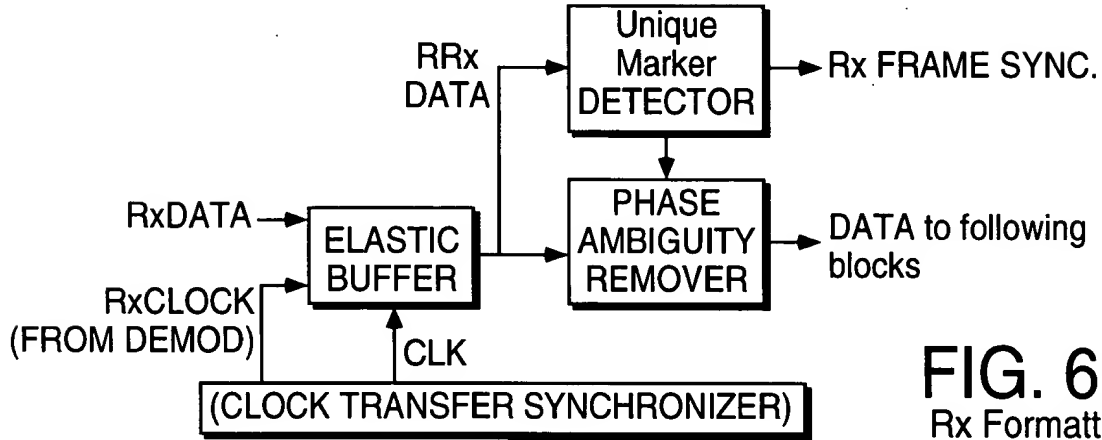 Unique
Marker
DETECTOR
RRx
DATA
Rx FRAME SYNC.
RxDATA
ELASTIC
BUFFER
PHASE
AMBIGUITY
REMOVER
DATA to following
blocks
RxCLOCK
(FROM DEMOD)
CLK
(CLOCK TRANSFER SYNCHRONIZER)
FIG. 6
Rx Formatt